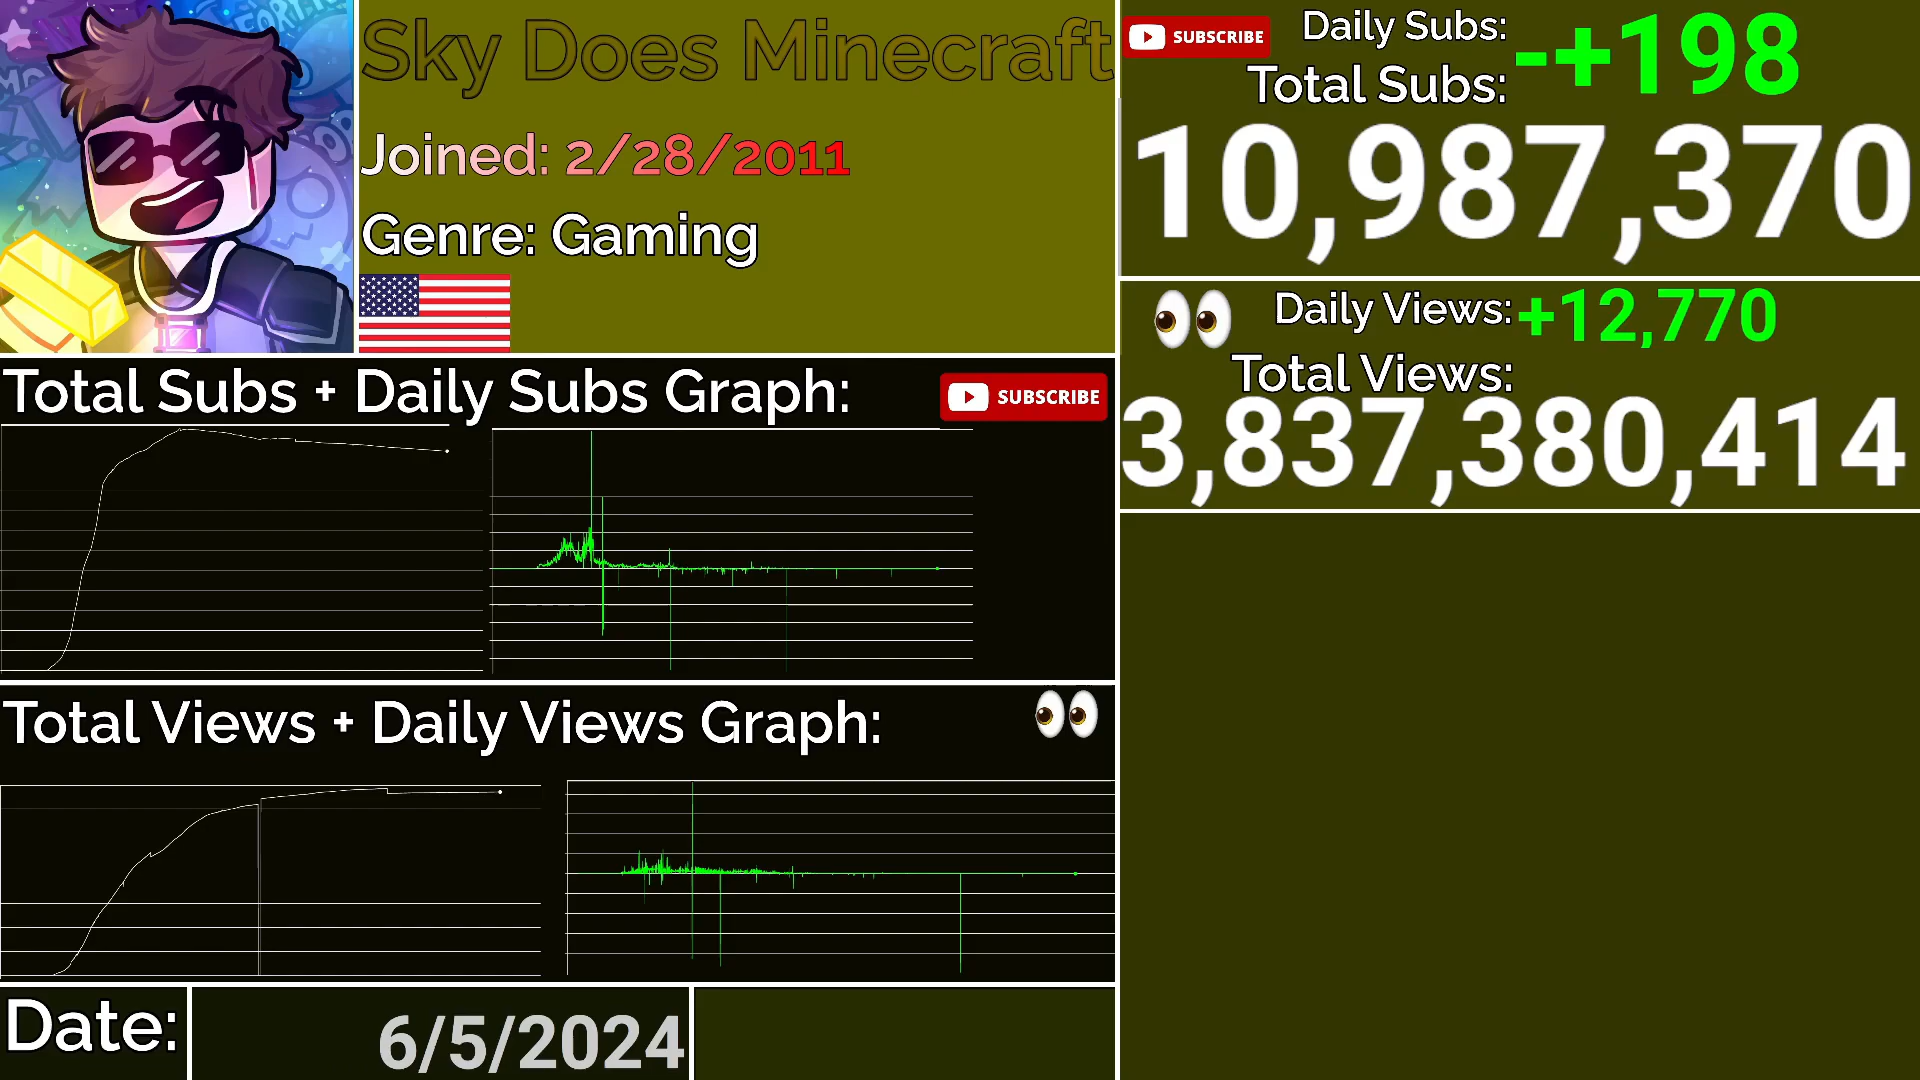 Sky Does Minecraft
Joined: 2/28/2011
Genre: Gaming
SUBSCRIBE
Daily Subs: -+198
Total Subs:
10,987,370
Daily Views: +12,770
Total Views:
3,837,380,414
Total Subs + Daily Subs Graph:
SUBSCRIBE
Total Views + Daily Views Graph:
Date:
6/5/2024